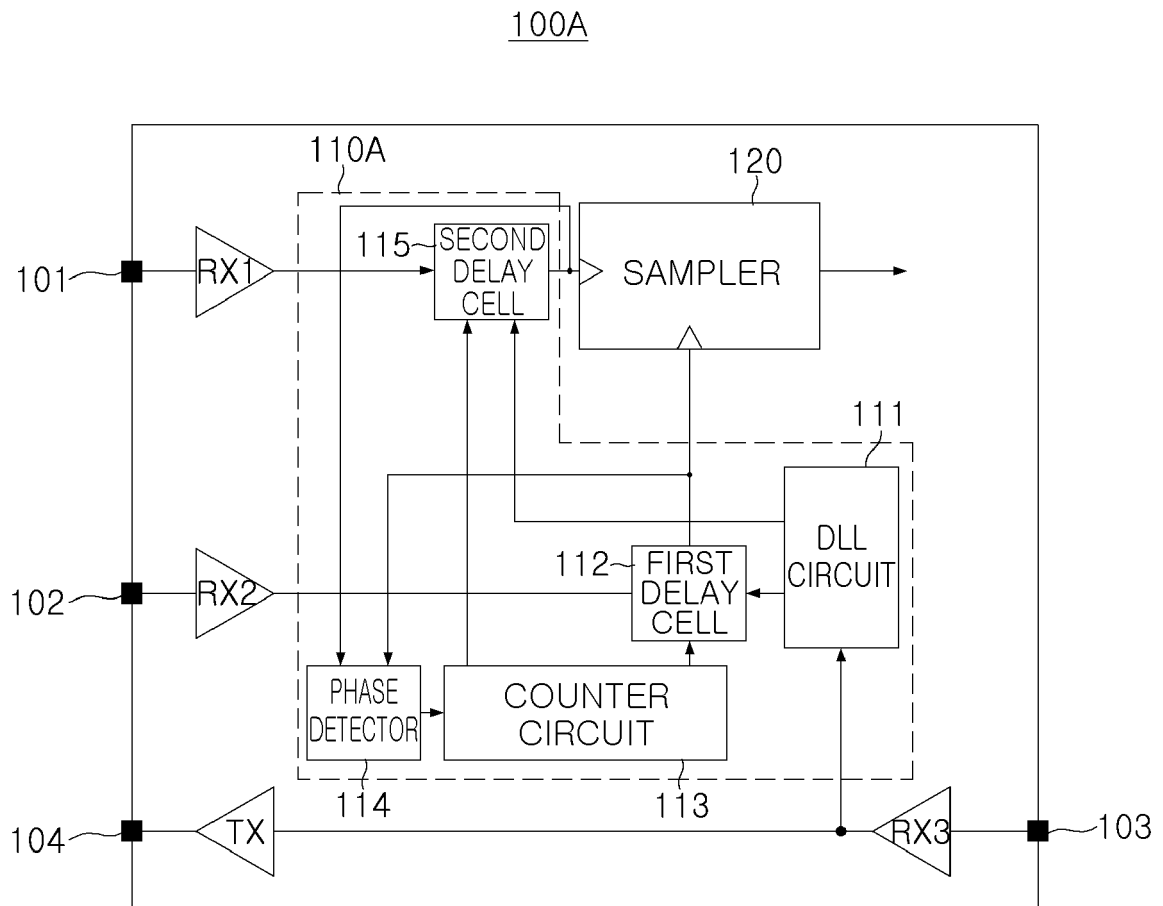 100A
110A
120
115
SECOND
DELAY
CELL
SAMPLER
101
RX1
111
DLL
CIRCUIT
112
FIRST
DELAY
CELL
102
RX2
PHASE
DETECTOR
COUNTER
CIRCUIT
114
113
104
TX
RX3
103